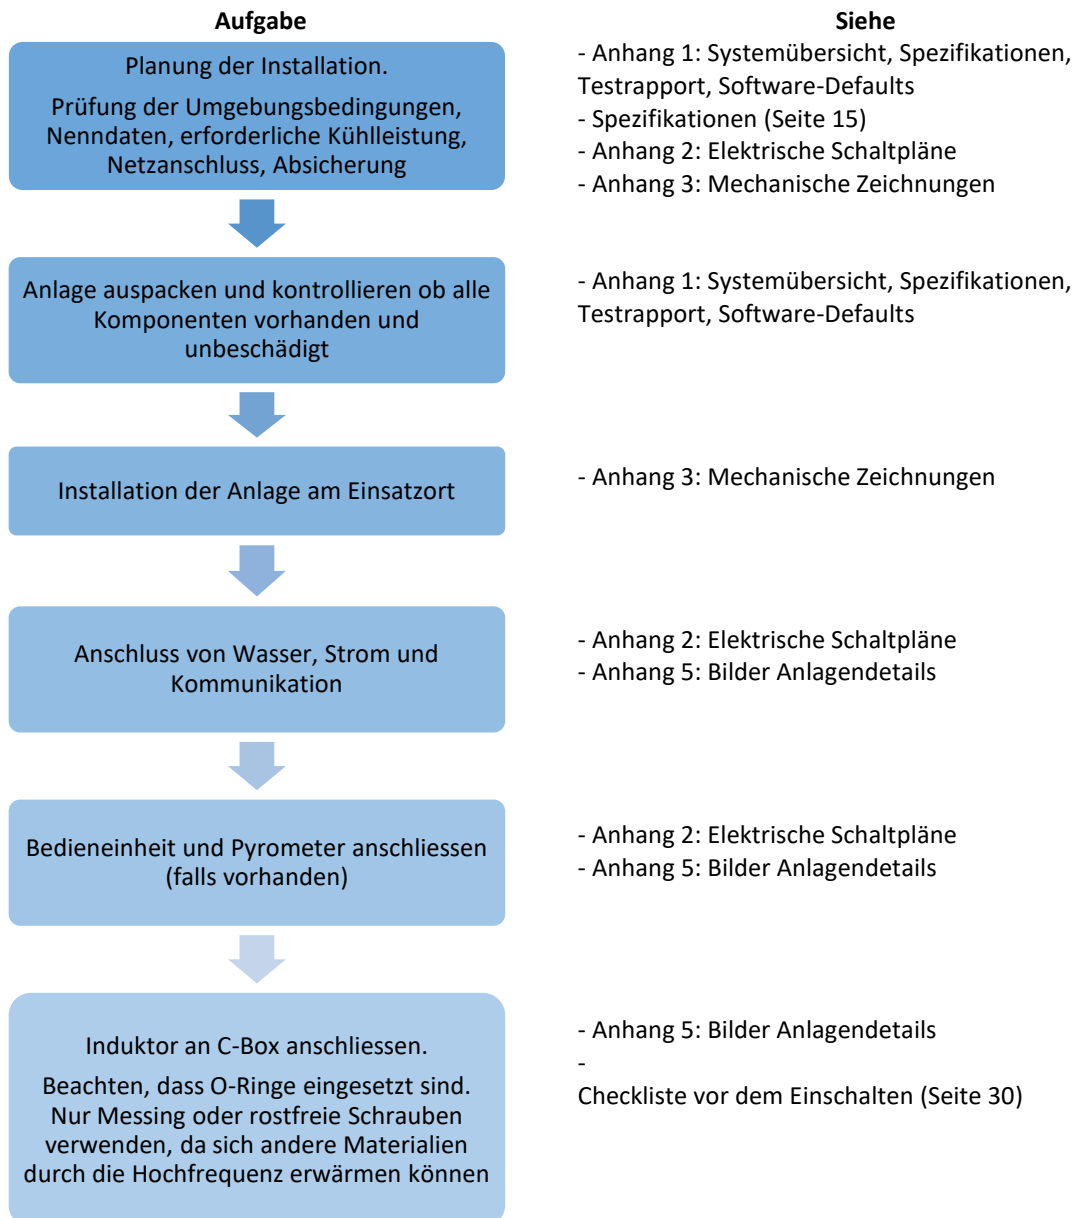 Aufgabe
Siehe
Planung der Installation.
Prüfung der Umgebungsbedingungen,
Nenndaten, erforderliche Kühlleistung,
Netzanschluss, Absicherung
- Anhang 1: Systemübersicht, Spezifikationen,
Testrapport, Software-Defaults
- Spezifikationen (Seite 15)
- Anhang 2: Elektrische Schaltpläne
- Anhang 3: Mechanische Zeichnungen
Anlage auspacken und kontrollieren ob alle
Komponenten vorhanden und
unbeschädigt
- Anhang 1: Systemübersicht, Spezifikationen,
Testrapport, Software-Defaults
Installation der Anlage am Einsatzort
- Anhang 3: Mechanische Zeichnungen
Anschluss von Wasser, Strom und
Kommunikation
- Anhang 2: Elektrische Schaltpläne
- Anhang 5: Bilder Anlagendetails
Bedieneinheit und Pyrometer anschliessen
(falls vorhanden)
- Anhang 2: Elektrische Schaltpläne
- Anhang 5: Bilder Anlagendetails
Induktor an C-Box anschliessen.
Beachten, dass O-Ringe eingesetzt sind.
Nur Messing oder rostfreie Schrauben
verwenden, da sich andere Materialien
durch die Hochfrequenz erwärmen können
- Anhang 5: Bilder Anlagendetails
-
Checkliste vor dem Einschalten (Seite 30)